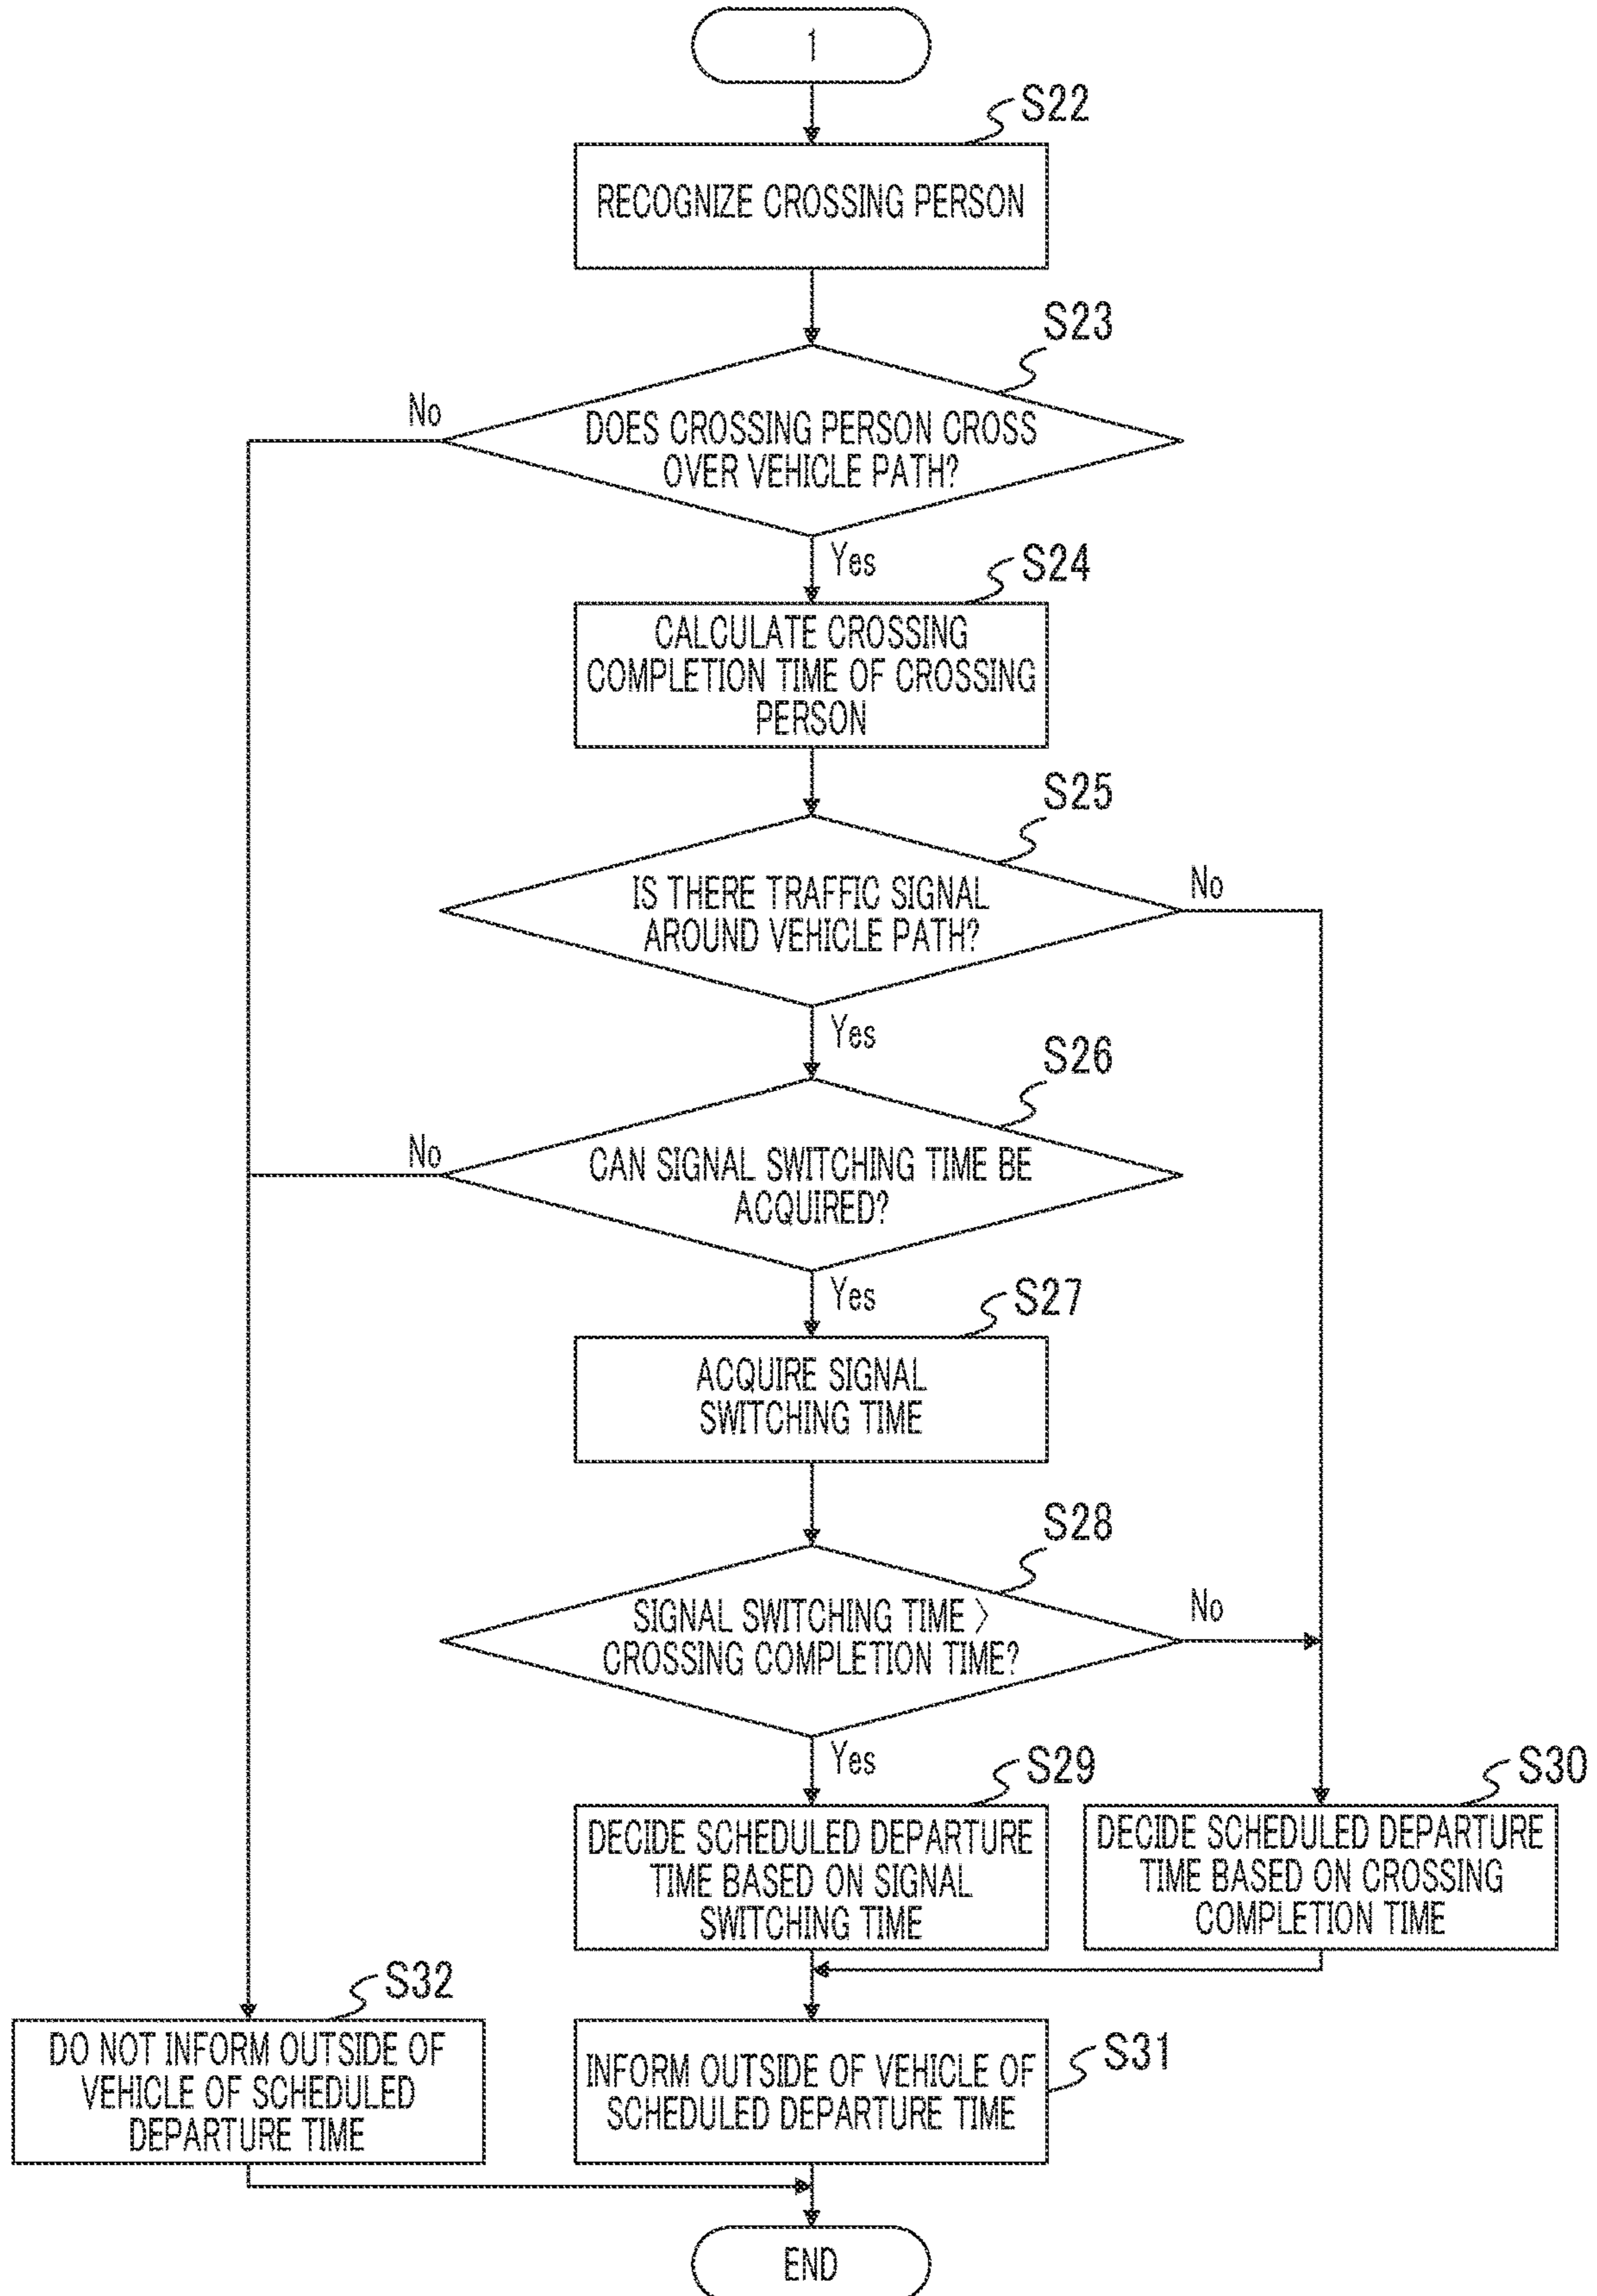 1
S22
RECOGNIZE CROSSING PERSON
S23
No
DOES CROSSING PERSON CROSS
OVER VEHICLE PATH?
Yes
S24
CALCULATE CROSSING
COMPLETION TIME OF CROSSING
PERSON
S25
IS THERE TRAFFIC SIGNAL
AROUND VEHICLE PATH?
No
Yes
S26
No
CAN SIGNAL SWITCHING TIME BE
ACQUIRED?
Yes
S27
ACQUIRE SIGNAL
SWITCHING TIME
S28
SIGNAL SWITCHING TIME >
CROSSING COMPLETION TIME?
No
Yes
S29
DECIDE SCHEDULED DEPARTURE
TIME BASED ON SIGNAL
SWITCHING TIME
S30
DECIDE SCHEDULED DEPARTURE
TIME BASED ON CROSSING
COMPLETION TIME
S32
DO NOT INFORM OUTSIDE OF
VEHICLE OF SCHEDULED
DEPARTURE TIME
S31
INFORM OUTSIDE OF VEHICLE OF
SCHEDULED DEPARTURE TIME
END